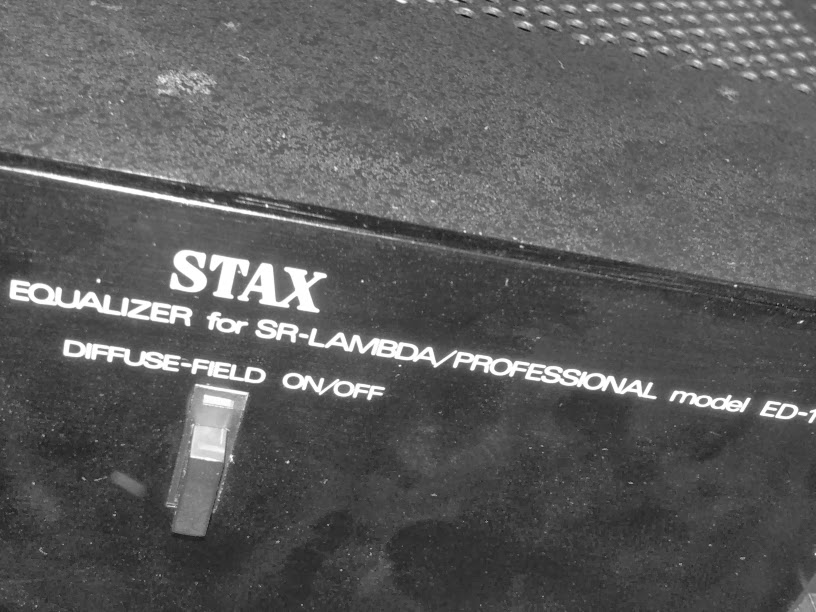 STAX
EQUALIZER for SR-LAMBDA/PROFESSIONAL model ED-1
DIFFUSE-FIELD ON/OFF